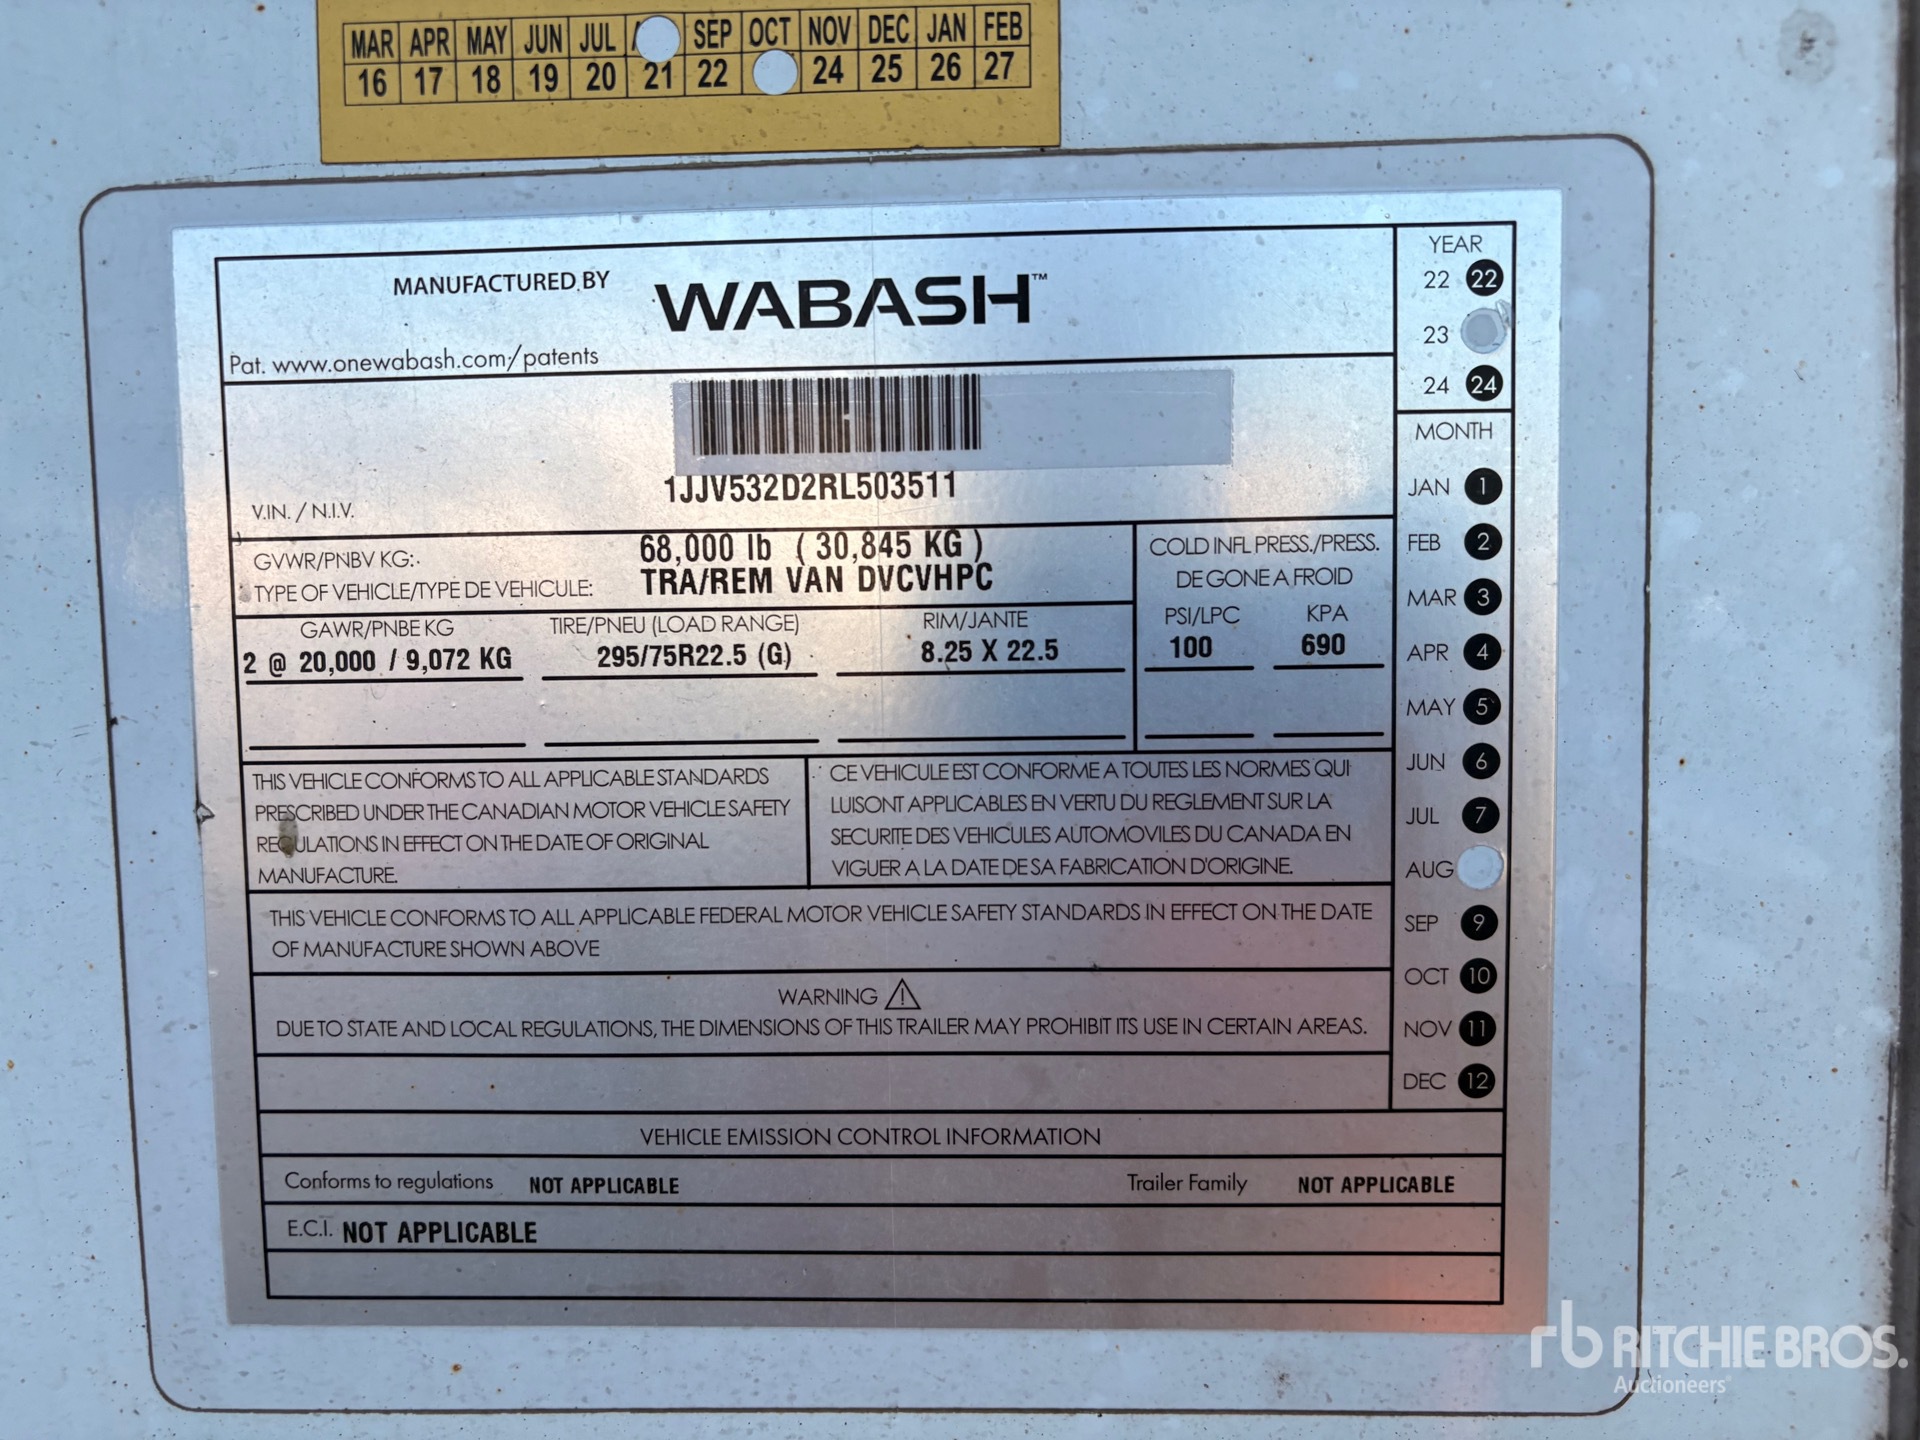 MAR APR MAY JUN JUL SEP OCT NOV DEC JAN FEB
16 17 18 19 20 21 22 24 25 26 27
MANUFACTURED BY WABASH™
Pat. www.onewabash.com/patents
1JJV532D2RL503511
V.I.N. / N.I.V.
GVWR/PNBV KG: 68,000 lb ( 30,845 KG )
TYPE OF VEHICLE/TYPE DE VEHICULE: TRA/REM VAN DVCVHPC
COLD INFL PRESS./PRESS.
DE GONE A FROID
GAWR/PNBE KG TIRE/PNEU (LOAD RANGE) RIM/JANTE PSI/LPC KPA
2 @ 20,000 / 9,072 KG 295/75R22.5 (G) 8.25 X 22.5 100 690
THIS VEHICLE CONFORMS TO ALL APPLICABLE STANDARDS
PRESCRIBED UNDER THE CANADIAN MOTOR VEHICLE SAFETY
REGULATIONS IN EFFECT ON THE DATE OF ORIGINAL
MANUFACTURE.
CE VEHICULE EST CONFORME A TOUTES LES NORMES QUI
LUI SONT APPLICABLES EN VERTU DU REGLEMENT SUR LA
SECURITE DES VEHICULES AUTOMOVILES DU CANADA EN
VIGUER A LA DATE DE SA FABRICATION D'ORIGINE.
THIS VEHICLE CONFORMS TO ALL APPLICABLE FEDERAL MOTOR VEHICLE SAFETY STANDARDS IN EFFECT ON THE DATE
OF MANUFACTURE SHOWN ABOVE
WARNING
DUE TO STATE AND LOCAL REGULATIONS, THE DIMENSIONS OF THIS TRAILER MAY PROHIBIT ITS USE IN CERTAIN AREAS.
YEAR
22 22
23
24 24
MONTH
JAN 1
FEB 2
MAR 3
APR 4
MAY 5
JUN 6
JUL 7
AUG
SEP 9
OCT 10
NOV 11
DEC 12
VEHICLE EMISSION CONTROL INFORMATION
Conforms to regulations NOT APPLICABLE Trailer Family NOT APPLICABLE
E.C.I. NOT APPLICABLE
rb RITCHIE BROS.
Auctioneers